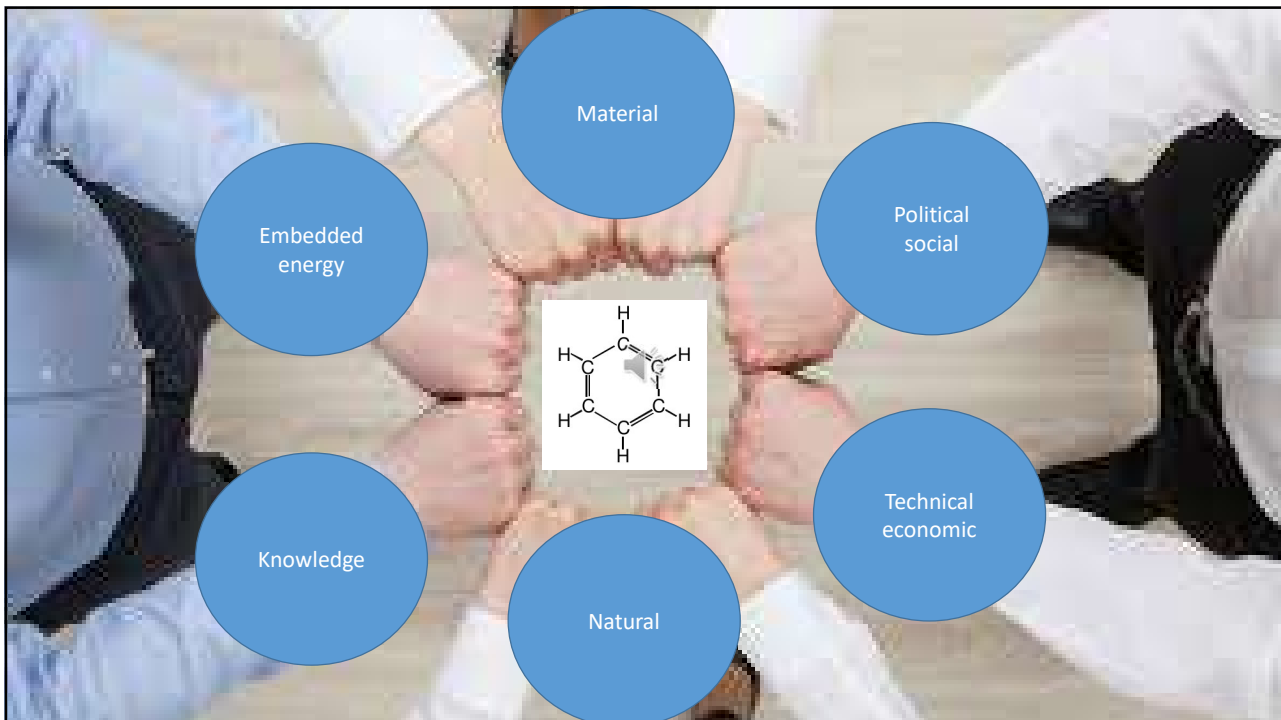 Material
Political
social
Embedded
energy
H
H
C
H
C
C
C
C
H
C
H
H
Technical
economic
Knowledge
Natural